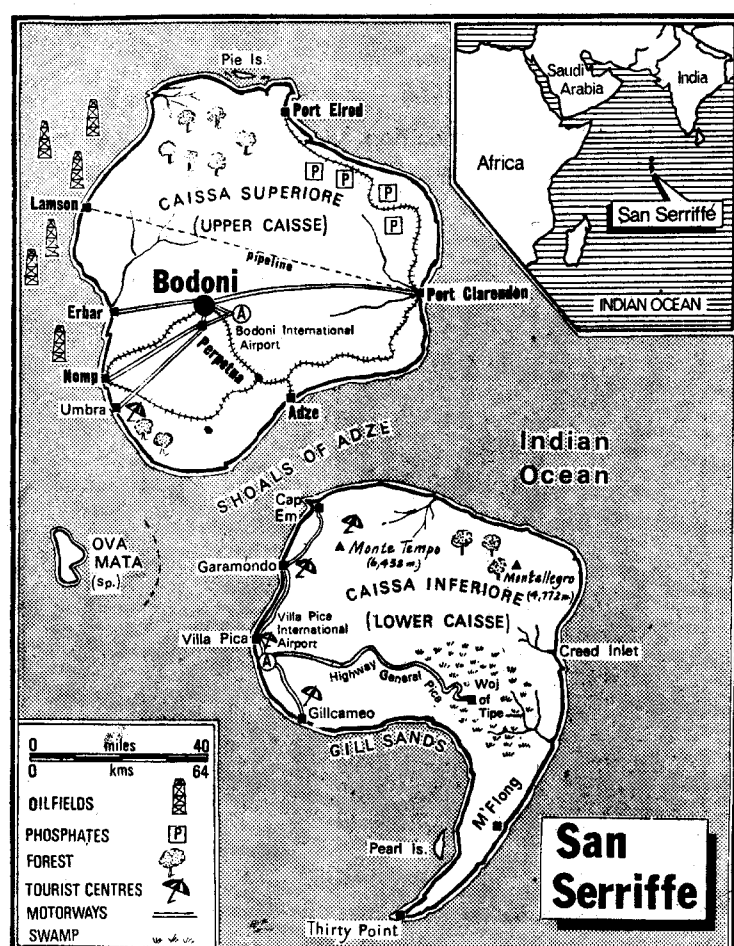 Pie Is.
Port Elrod
P
P
P
P
CAISSA SUPERIORE
(UPPER CAISSE)
Lamson
pipeline
Bodoni
Port Clarendon
Erbar
A
Bodoni International
Airport
Perpetua
Nomp
Umbra
Adze
SHOALS OF ADZE
Indian
Ocean
Saudi
Arabia
India
Africa
San Serriffe
INDIAN OCEAN
OVA
MATA
(Sp.)
Cap
Em
Monte Tempo
(6,432 m.)
Garamondo
Montallegro
(4,772 m.)
CAISSA INFERIORE
(LOWER CAISSE)
Villa Pica
International
Airport
Villa Pica
A
Creed Inlet
Highway General Pica
Woj
of
Tipe
Gillcameo
GILL SANDS
M'Flong
Pearl Is.
Thirty Point
0 miles 40
0 kms 64
OILFIELDS
PHOSPHATES P
FOREST
TOURIST CENTRES
MOTORWAYS
SWAMP
San
Serriffe